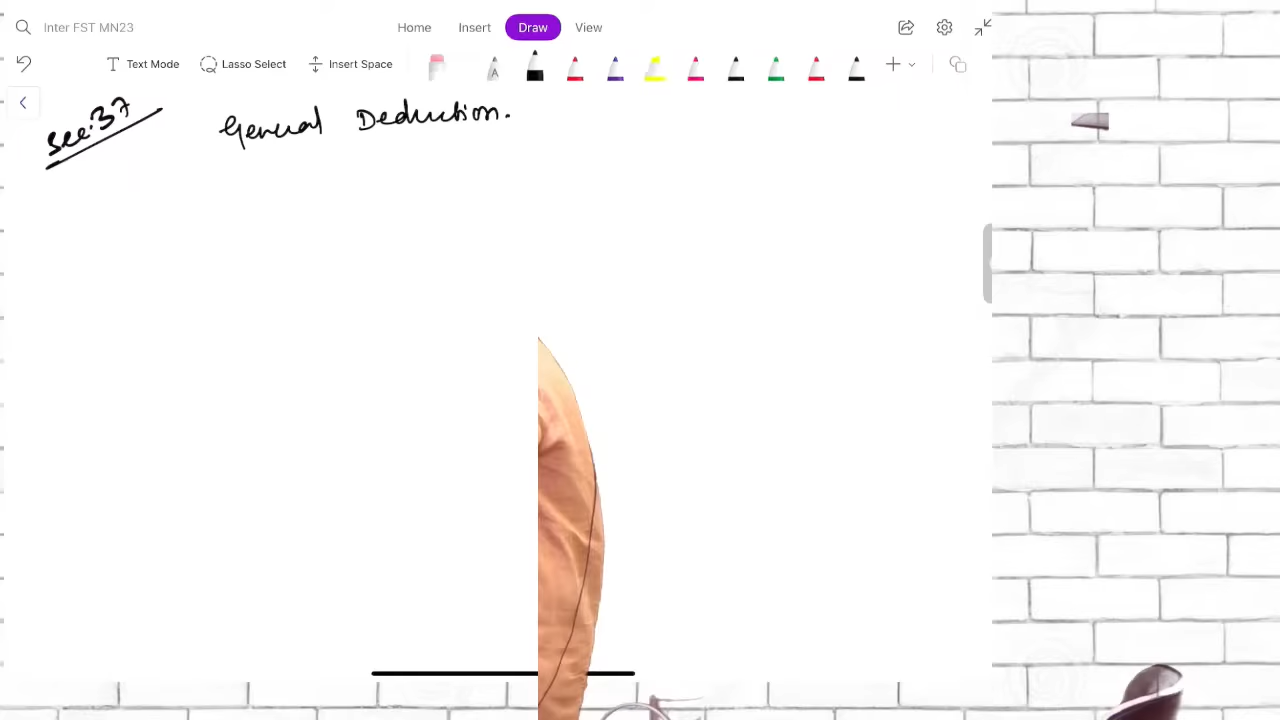 Inter FST MN23
Home Insert Draw View
Text Mode Lasso Select Insert Space
A
Sec.37 General Deduction.